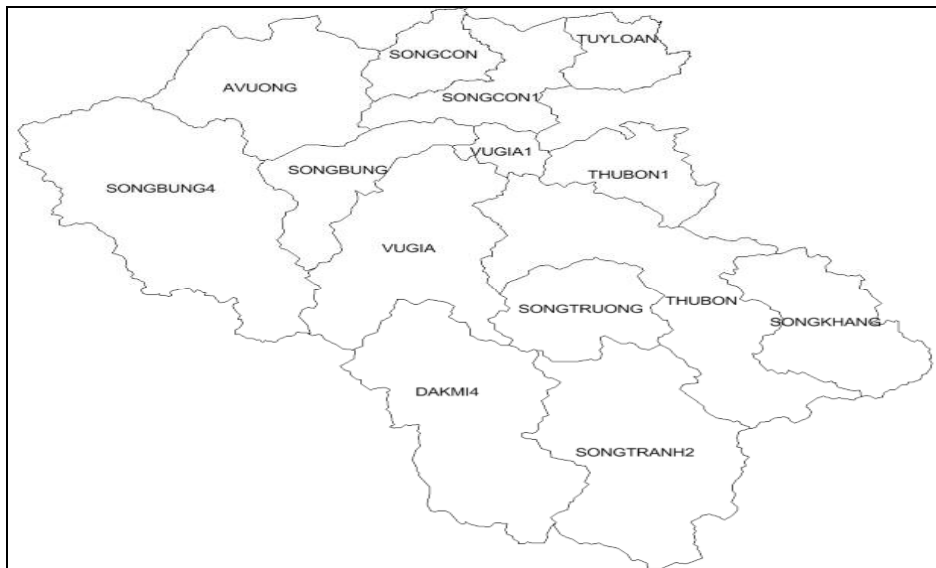 TUYLOAN
SONGCON
AVUONG
SONGCON1
VUGIA1
SONGBUNG
THUBON1
SONGBUNG4
VUGIA
THUBON
SONGTRUONG
SONGKHANG
DAKMI4
SONGTRANH2